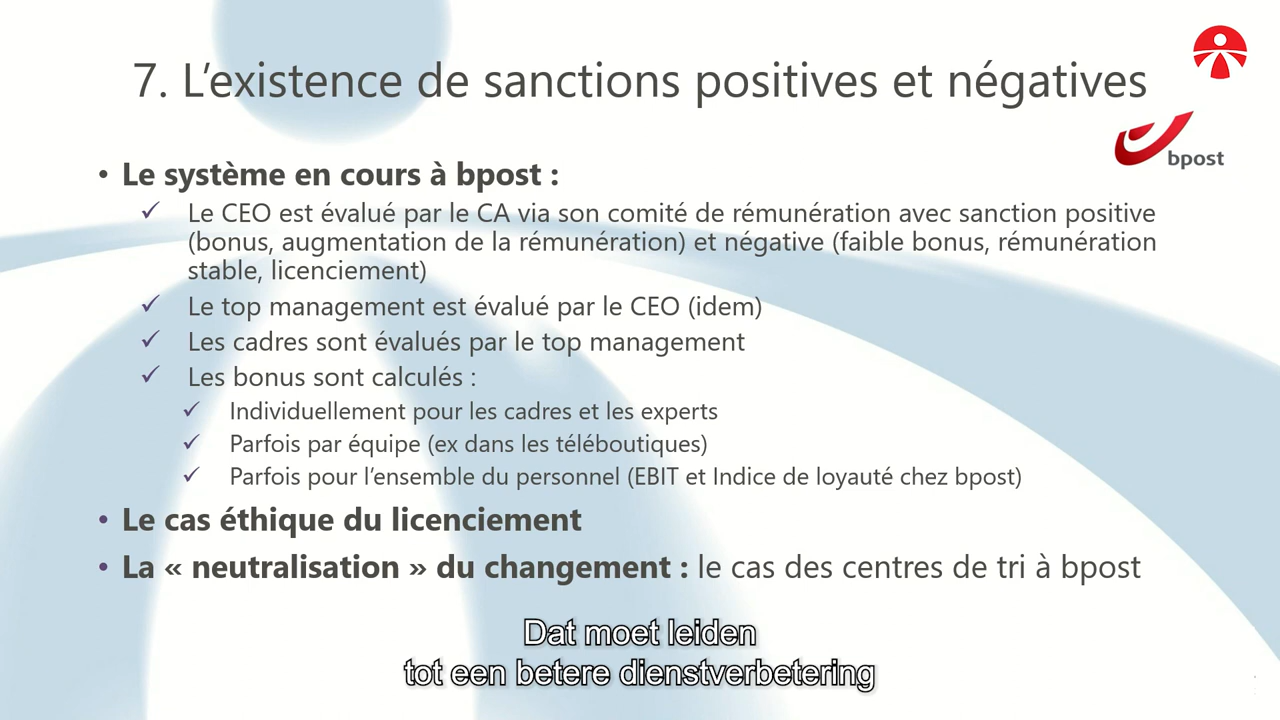 7. L’existence de sanctions positives et négatives
bpost
• Le système en cours à bpost :
✓ Le CEO est évalué par le CA via son comité de rémunération avec sanction positive
(bonus, augmentation de la rémunération) et négative (faible bonus, rémunération
stable, licenciement)
✓ Le top management est évalué par le CEO (idem)
✓ Les cadres sont évalués par le top management
✓ Les bonus sont calculés :
✓ Individuellement pour les cadres et les experts
✓ Parfois par équipe (ex dans les téléboutiques)
✓ Parfois pour l’ensemble du personnel (EBIT et Indice de loyauté chez bpost)
• Le cas éthique du licenciement
• La « neutralisation » du changement : le cas des centres de tri à bpost
Dat moet leiden
tot een betere dienstverbetering